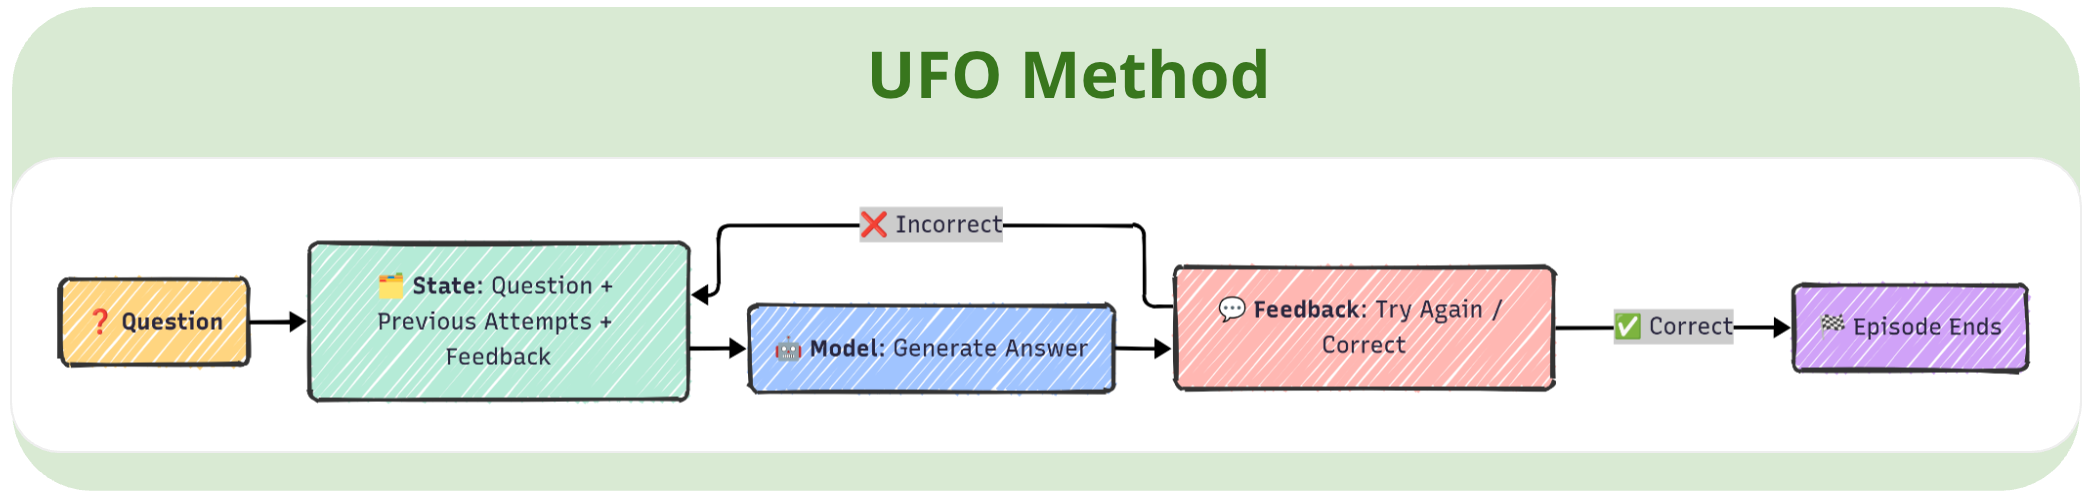 UFO Method
❌ Incorrect
❓ Question
🗂️ State: Question +
Previous Attempts +
Feedback
🤖 Model: Generate Answer
💬 Feedback: Try Again /
Correct
✅ Correct
🏁 Episode Ends